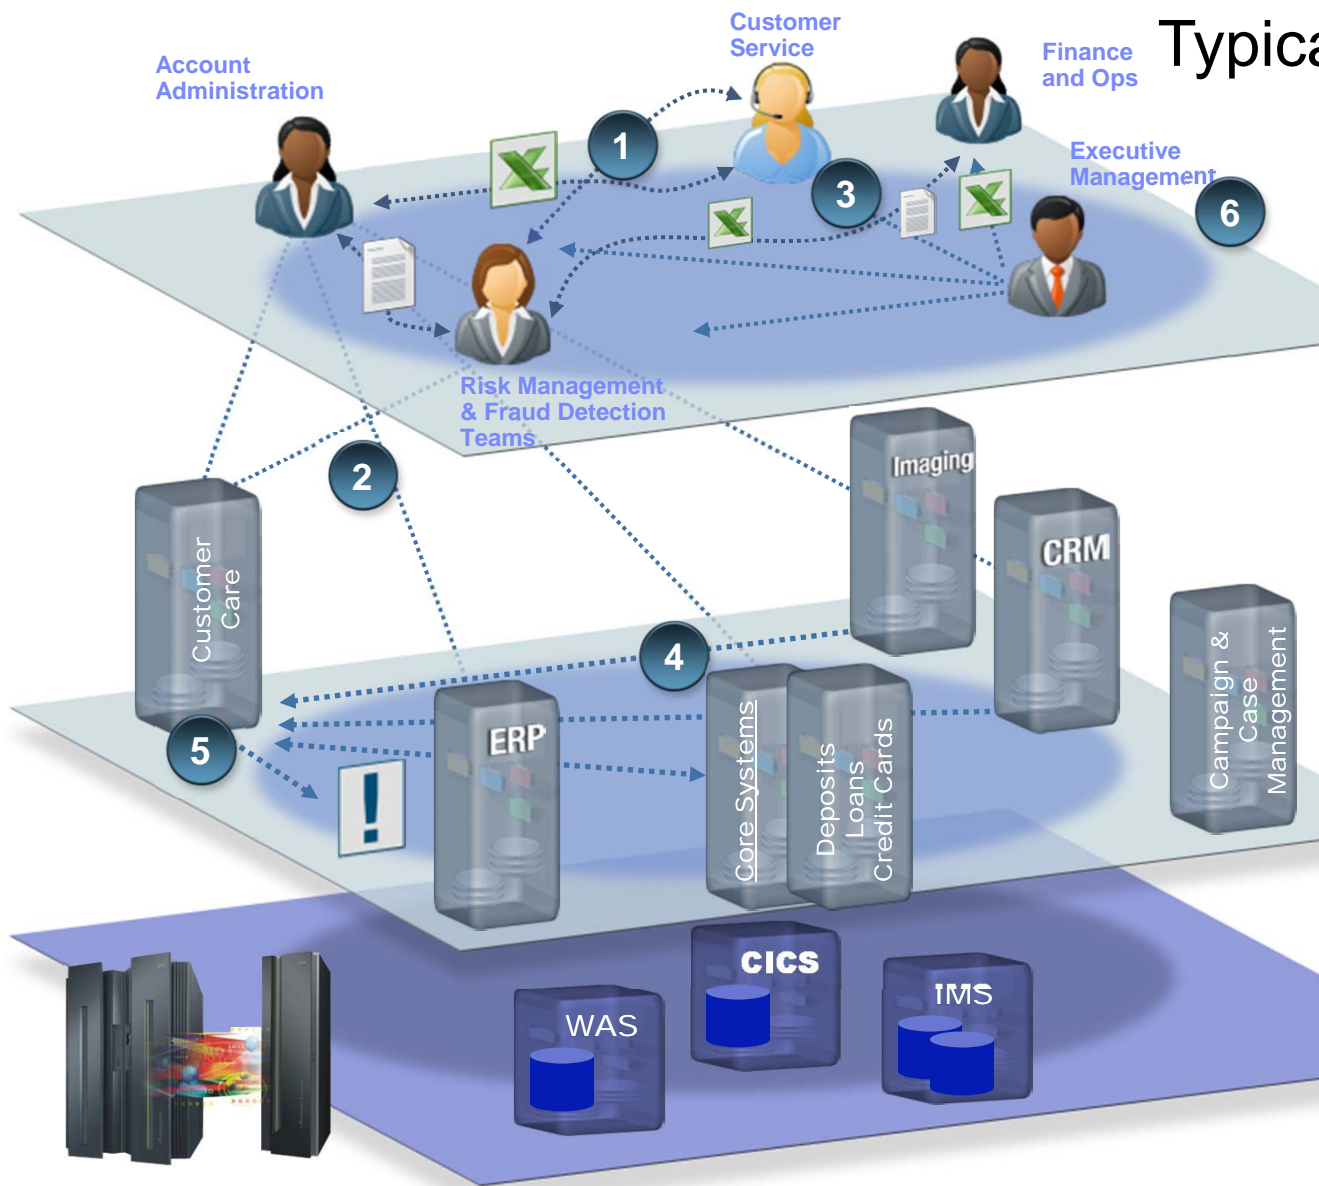 Typica
Customer
Service
Finance
and Ops
Account
Administration
1
Executive
Management
3
6
Risk Management
& Fraud Detection
Teams
2
Imaging
CRM
Customer
Care
4
Campaign &
Case
Management
5
ERP
!
Core Systems
Deposits
Loans
Credit Cards
CICS
IMS
WAS